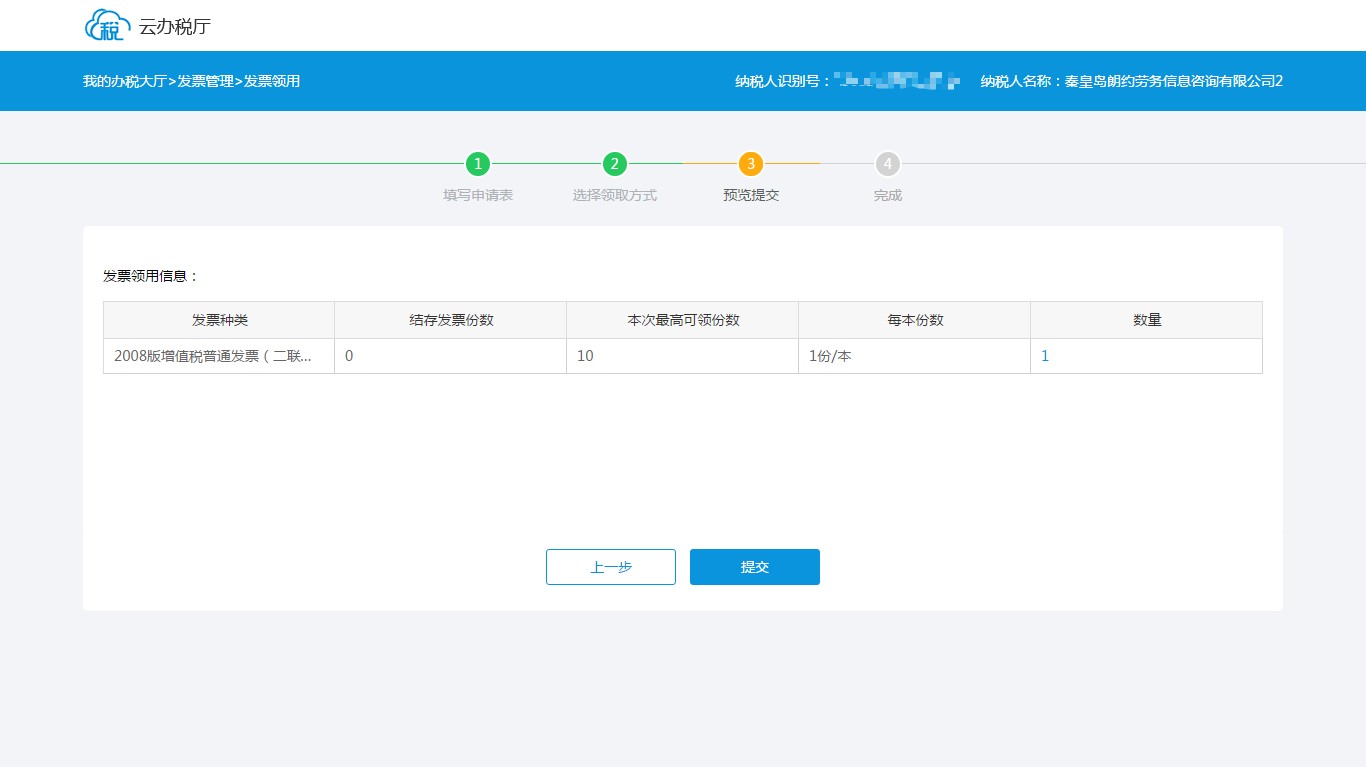 税 云办税厅
我的办税大厅>发票管理>发票领用 纳税人识别号： 纳税人名称：秦皇岛朗约劳务信息咨询有限公司2
1 2 3 4
填写申请表 选择领取方式 预览提交 完成
发票领用信息：
发票种类 结存发票份数 本次最高可领份数 每本份数 数量
2008版增值税普通发票（二联... 0 10 1份/本 1
上一步 提交